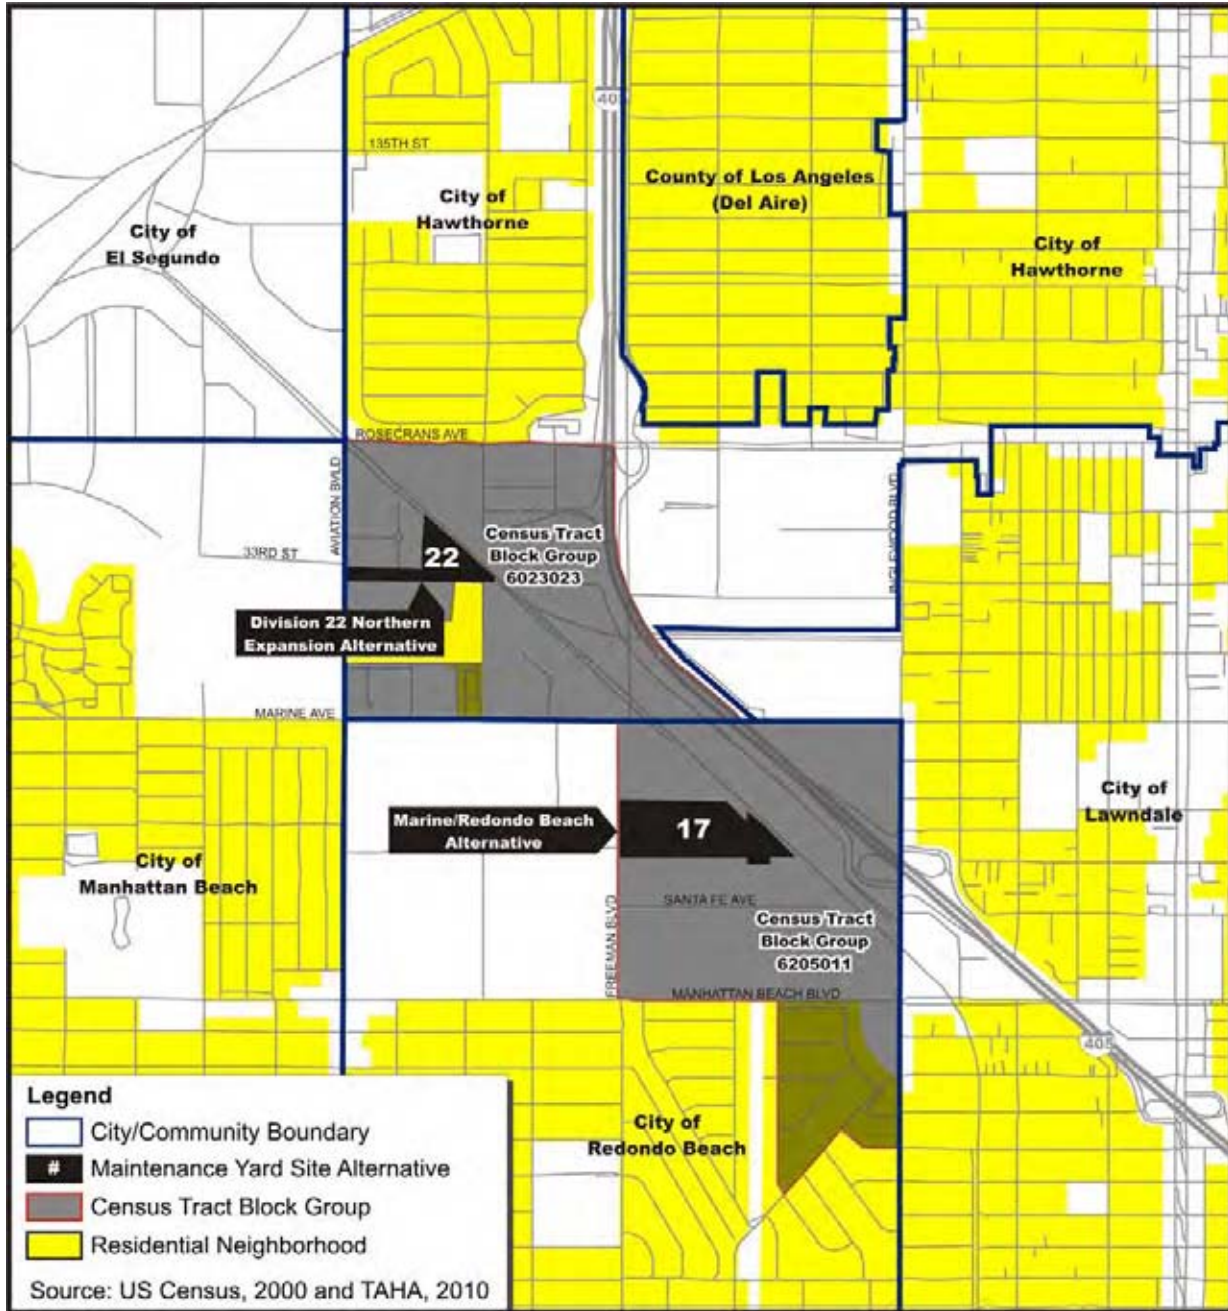 405
135TH ST
County of Los Angeles
(Del Aire)
City of
Hawthorne
City of
El Segundo
City of
Hawthorne
ROSECRANS AVE
AVIATION BVLD
INGLEWOOD BLVD
33RD ST
22
Census Tract
Block Group
6023023
Division 22 Northern
Expansion Alternative
MARINE AVE
Marine/Redondo Beach
Alternative
17
City of
Lawndale
City of
Manhattan Beach
FREEMAN BLVD
SANTA FE AVE
Census Tract
Block Group
6205011
MANHATTAN BEACH BLVD
405
City of
Redondo Beach
Legend
City/Community Boundary
# Maintenance Yard Site Alternative
Census Tract Block Group
Residential Neighborhood
Source: US Census, 2000 and TAHA, 2010